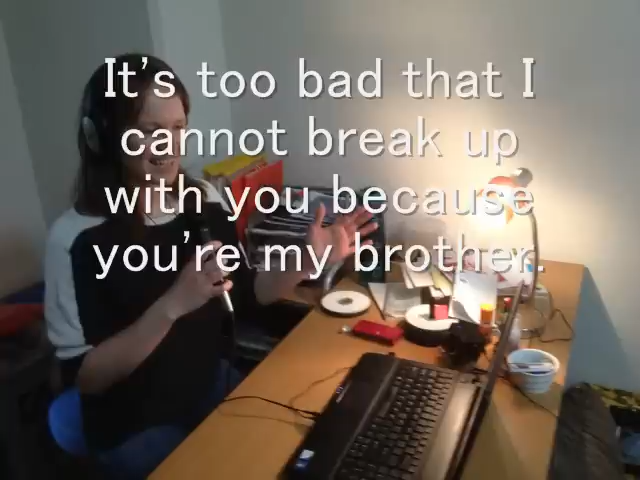 It's too bad that I
cannot break up
with you because
you're my brother.